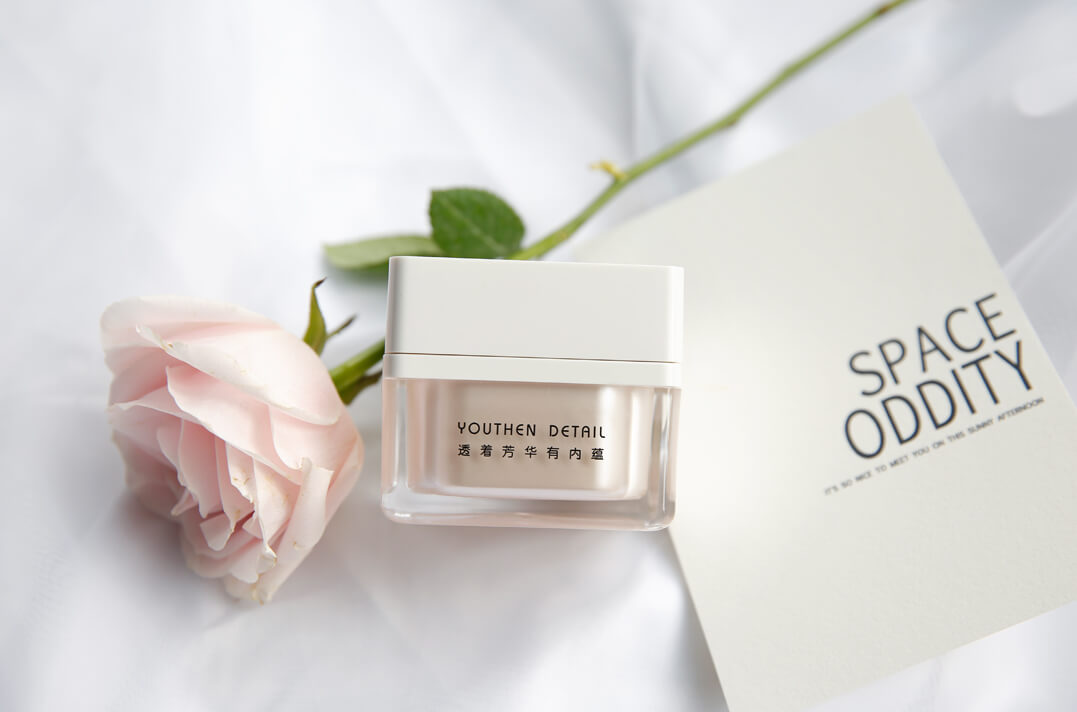 YOUTHEN DETAIL
透着芳华有内蕴
SPACE
ODDITY
IT'S SO NICE TO MEET YOU ON THIS SUNNY AFTERNOON